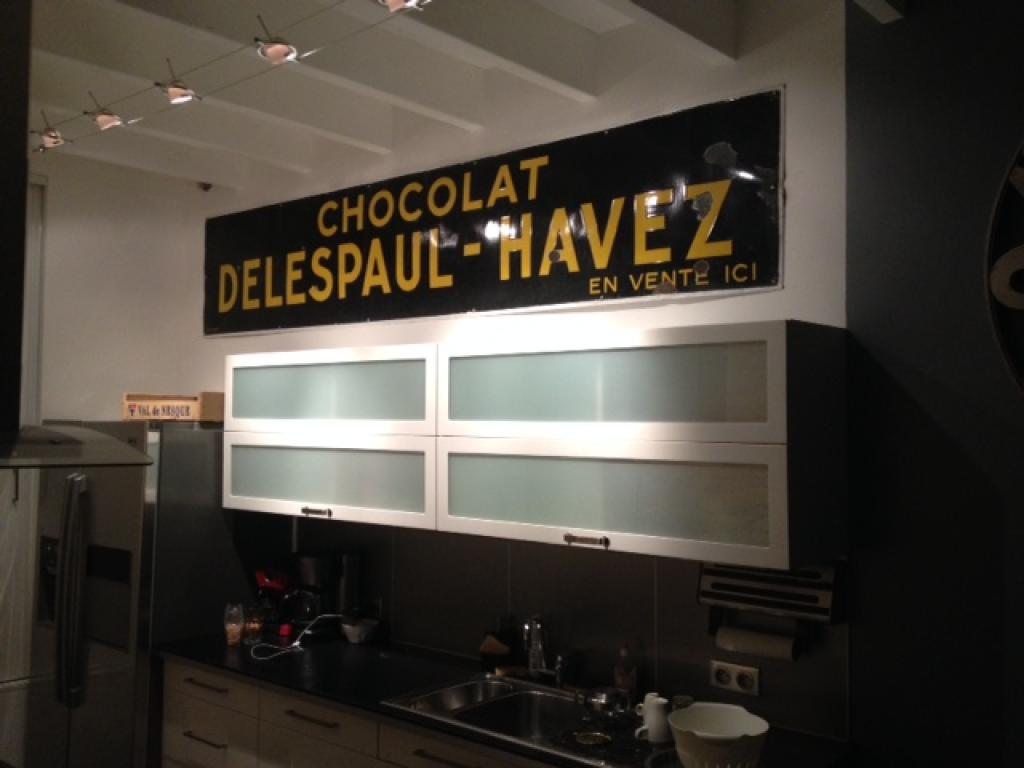 CHOCOLAT
DELESPAUL-HAVEZ
EN VENTE ICI
VAL de NESQUE